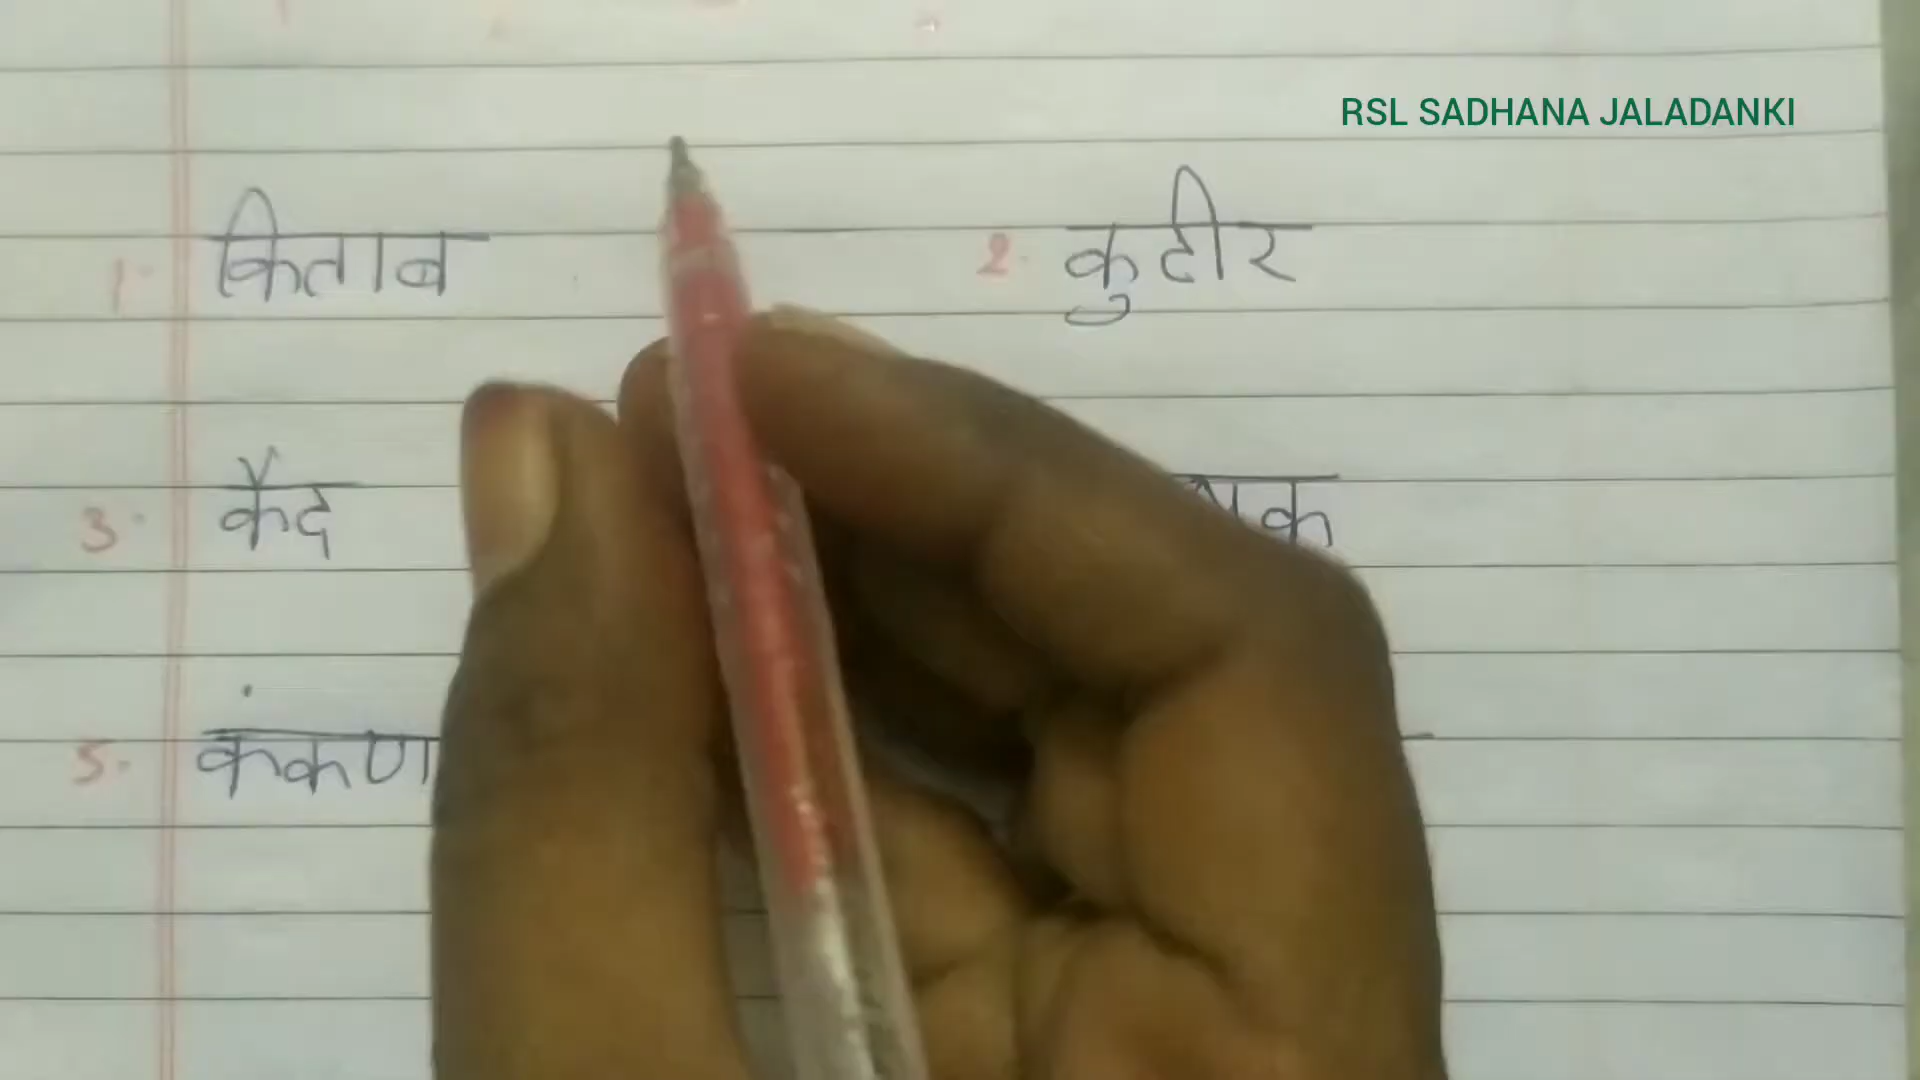 RSL SADHANA JALADANKI
1. किताब 2. कुटीर
3. कैद
5. कंकण